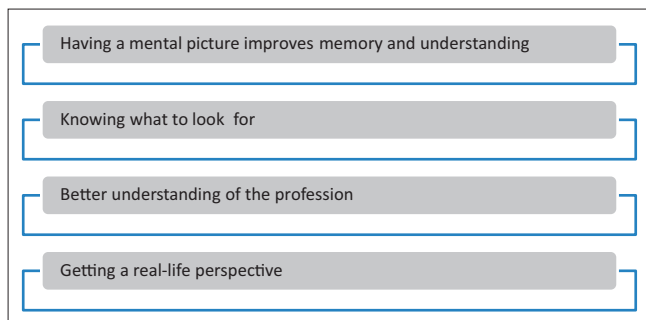 Having a mental picture improves memory and understanding
Knowing what to look for
Better understanding of the profession
Getting a real-life perspective